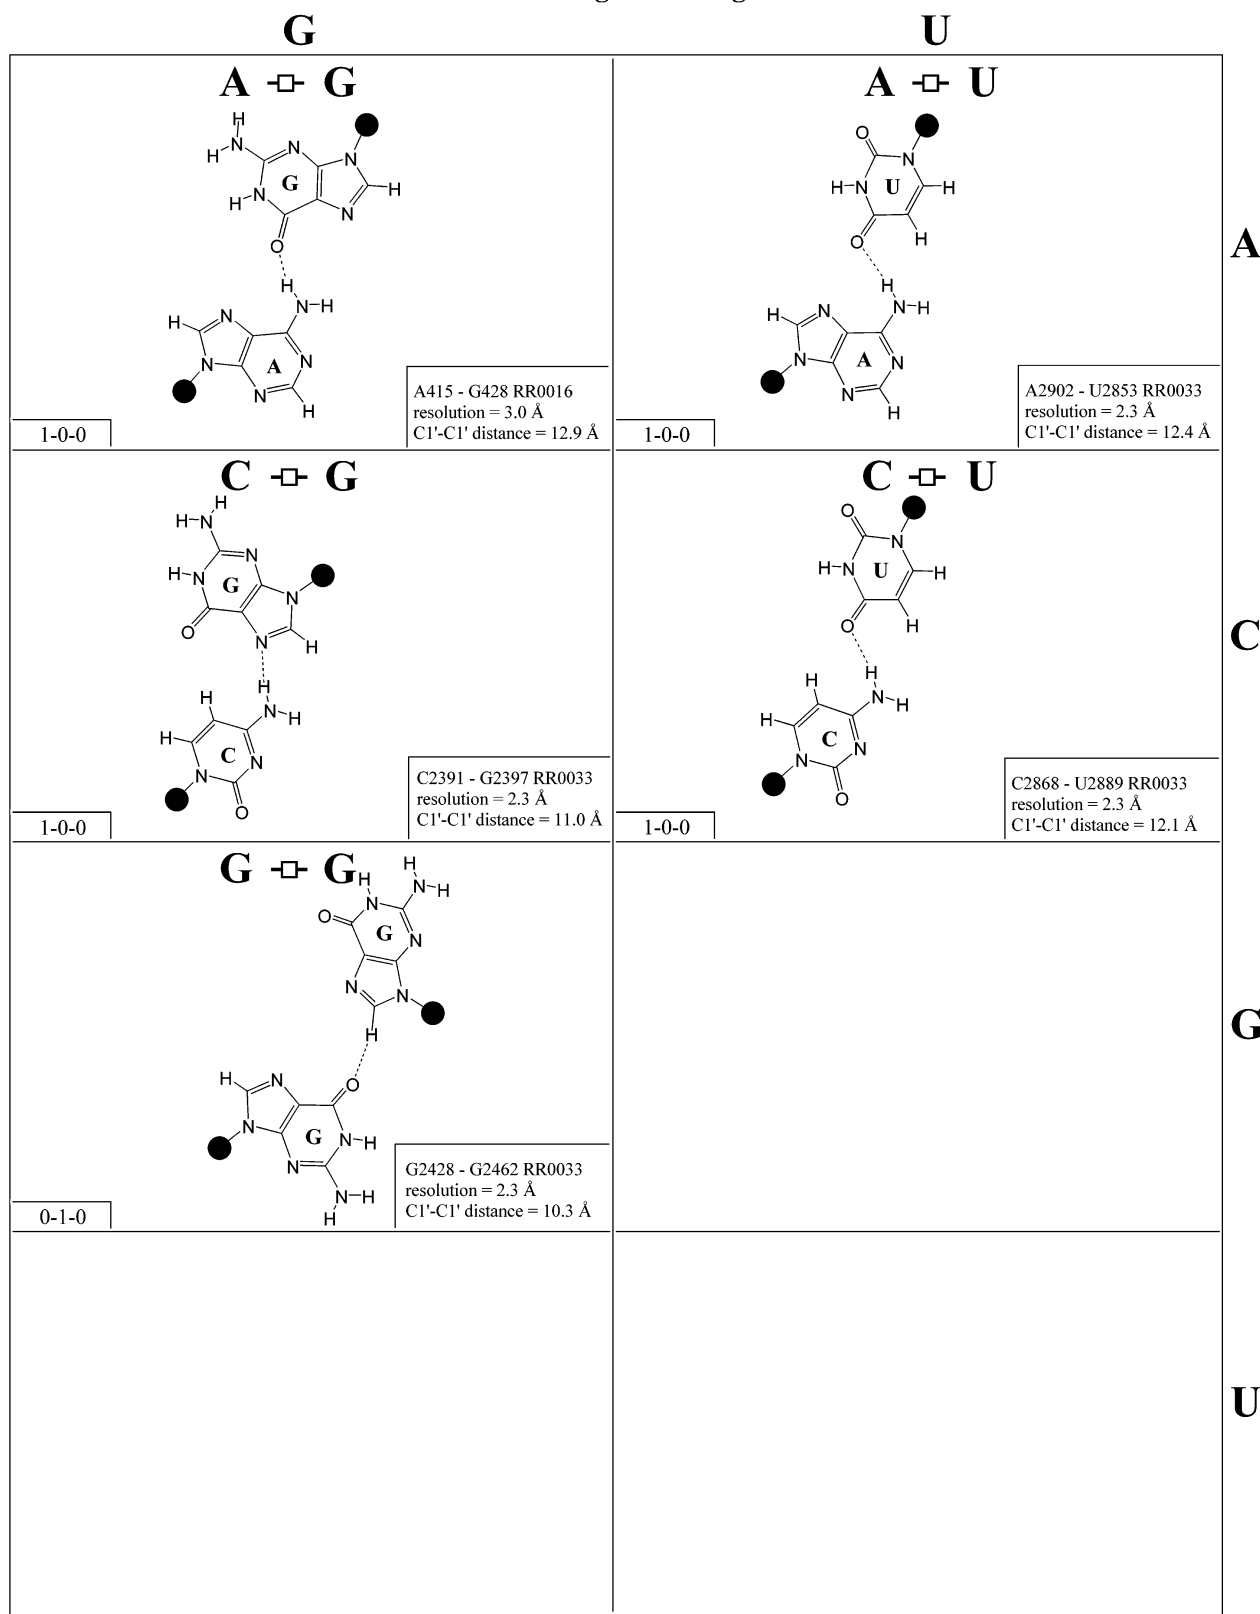 G U
A G
A U
A
H
H N N N G N H H N O
H N H H N N A N N H
A415 - G428 RR0016
resolution = 3.0 Å
C1'-C1' distance = 12.9 Å
1-0-0
O N H N U H H O
H N H H N N A N N H
A2902 - U2853 RR0033
resolution = 2.3 Å
C1'-C1' distance = 12.4 Å
1-0-0
C G
C U
C
H H N N H N G N O N H
H H N H H C N N O
C2391 - G2397 RR0033
resolution = 2.3 Å
C1'-C1' distance = 11.0 Å
1-0-0
O N H N U H O H
H H N H H C N N O
C2868 - U2889 RR0033
resolution = 2.3 Å
C1'-C1' distance = 12.1 Å
1-0-0
G G
G
H H N H N O G N N N H
H N O N G N H N N H H
G2428 - G2462 RR0033
resolution = 2.3 Å
C1'-C1' distance = 10.3 Å
0-1-0
U